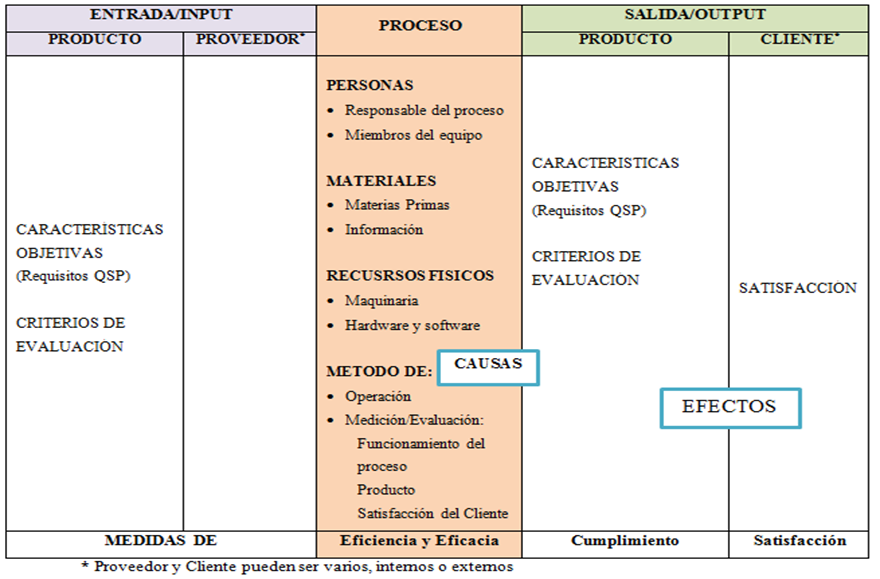 ENTRADA/INPUT
PROCESO
SALIDA/OUTPUT
PRODUCTO
PROVEEDOR*
PRODUCTO
CLIENTE*
CARACTERÍSTICAS
OBJETIVAS
(Requisitos QSP)
CRITERIOS DE
EVALUACIÓN
PERSONAS
• Responsable del proceso
• Miembros del equipo
MATERIALES
• Materias Primas
• Información
RECUSRSOS FISICOS
• Maquinaria
• Hardware y software
METODO DE:
CAUSAS
• Operación
• Medición/Evaluación:
Funcionamiento del
proceso
Producto
Satisfacción del Cliente
CARACTERISTICAS
OBJETIVAS
(Requisitos QSP)
CRITERIOS DE
EVALUACIÓN
SATISFACCIÓN
EFECTOS
MEDIDAS DE
Eficiencia y Eficacia
Cumplimiento
Satisfacción
* Proveedor y Cliente pueden ser varios, internos o externos